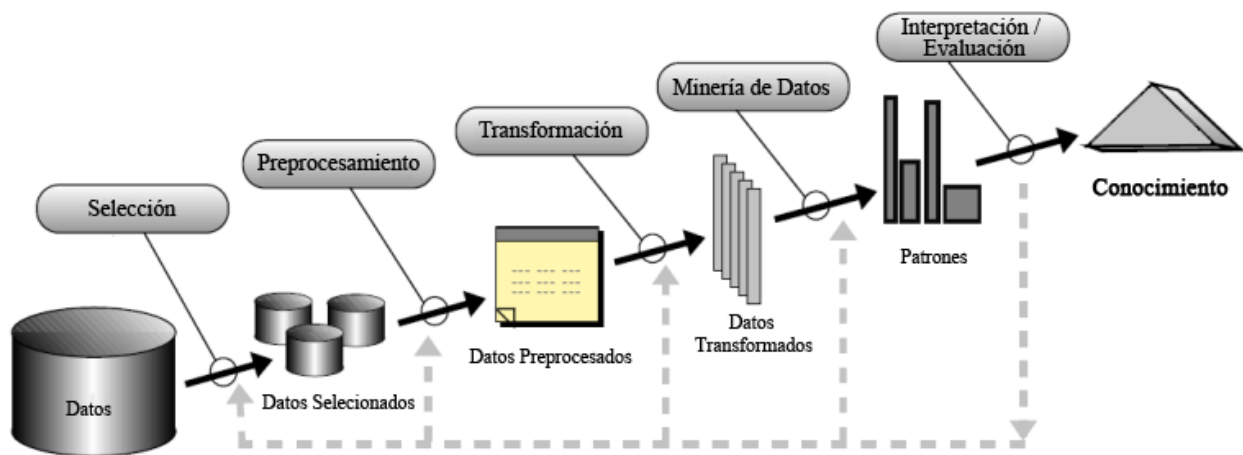 Interpretación /
Evaluación
Minería de Datos
Transformación
Preprocesamiento
Selección
Conocimiento
Patrones
Datos
Transformados
Datos Preprocesados
Datos Selecionados
Datos